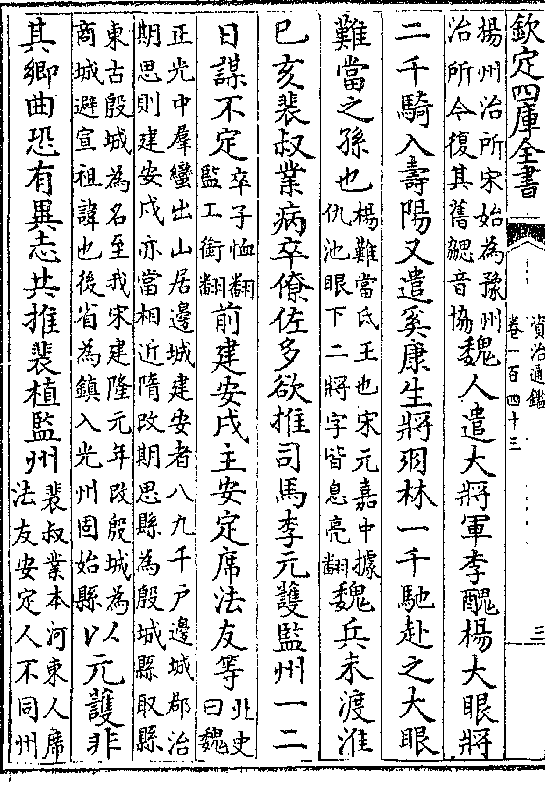 欽定四庫全書
資治通鑑
卷一百四十三
三
揚州治所宋始為豫州
治所今復其舊勰音協
魏人遣大將軍李醜楊大眼將
二千騎入壽陽又遣奚康生將羽林一千馳赴之大眼
難當之孫也
楊難當氐王也宋元嘉中據
仇池眼下二將字皆息亮翻
魏兵未渡淮
巳亥裴叔業病卒僚佐多欲推司馬李元護監州一二
日謀不定
卒子恤翻
監工銜翻
前建安戍主安定席法友等
北史
曰魏
正光中羣蠻出山居邊城建安者八九千戶邊城郡治
期思則建安戍亦當相近隋改期思縣為殷城縣取縣
東古殷城為名至我宋建隆元年改殷城為
商城避宣祖諱也後省為鎮入光州固始縣
以元護非
其鄉曲恐有異志共推裴植監州
裴叔業本河東人席
法友安定人不同州